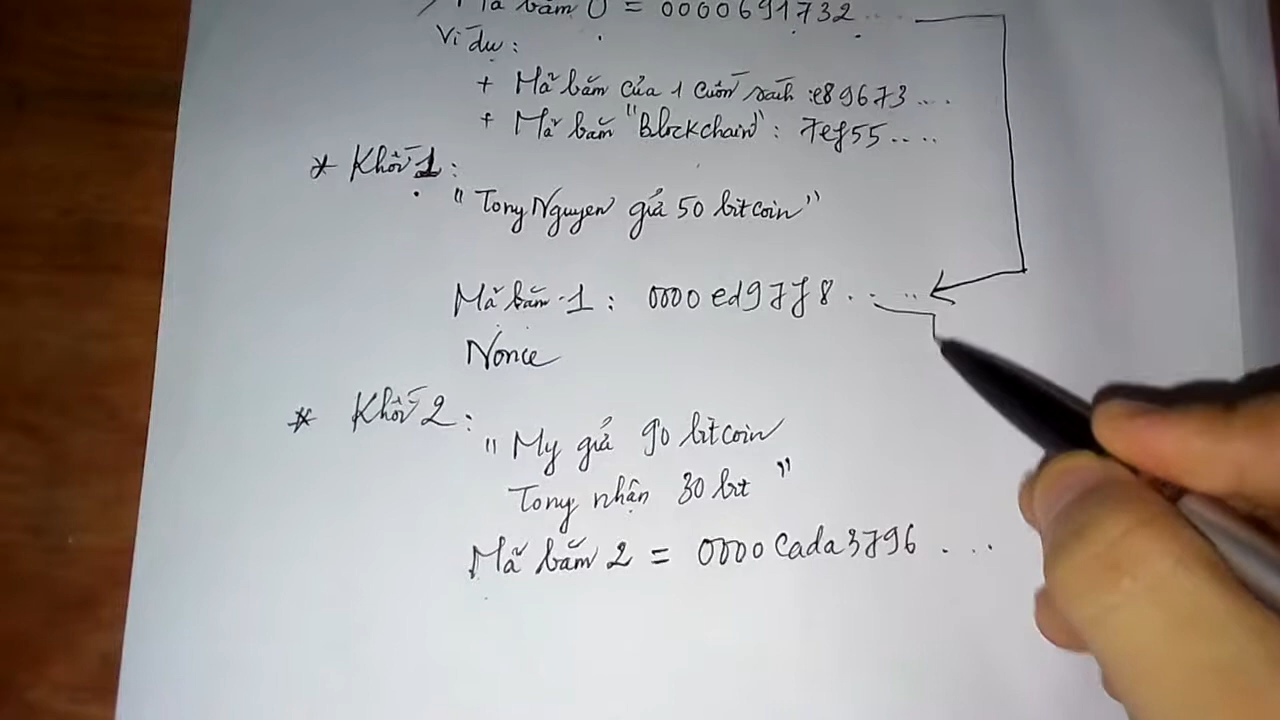 Mã băm 0 = 0000691732...
Ví dụ:
+ Mã băm của 1 cuốn sách: e89673...
+ Mã băm "Blockchain": 7ef55....
* Khối 1:
"Tony Nguyen giả 50 bitcoin"
Mã băm 1: 0000ed97f8....
Nonce
* Khối 2:
"My giả 90 bitcoin
Tony nhận 30 bit"
Mã băm 2 = 0000cada3796...